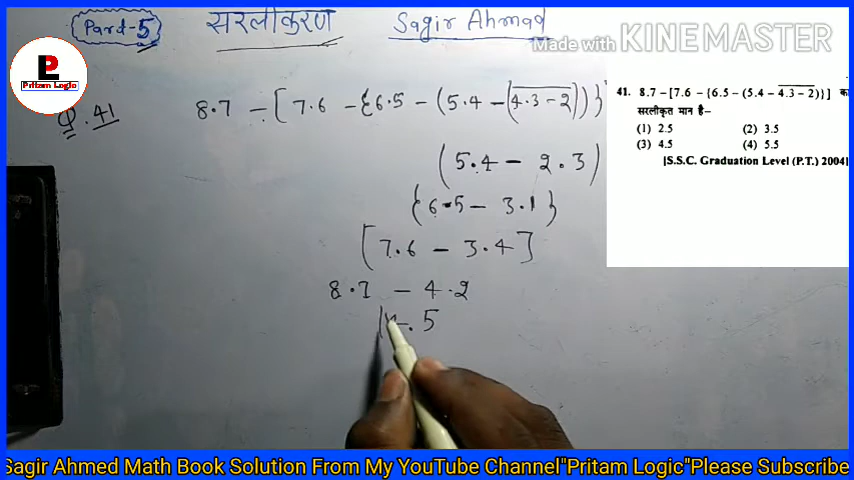 Pard-5 सरलीकरण Sagir Ahmad
Made with KINEMASTER
PL
Pritam Logic
Q.41 8.7 - [7.6 - {6.5 - (5.4 - (4.3 - 2))}
(5.4 - 2.3)
{6.5 - 3.1}
[7.6 - 3.4]
8.7 - 4.2
4.5
41. 8.7 – [7.6 – {6.5 – (5.4 – 4.3 – 2)}] का
सरलीकृत मान है–
(1) 2.5 (2) 3.5
(3) 4.5 (4) 5.5
[S.S.C. Graduation Level (P.T.) 2004]
Sagir Ahmed Math Book Solution From My YouTube Channel"Pritam Logic"Please Subscribe